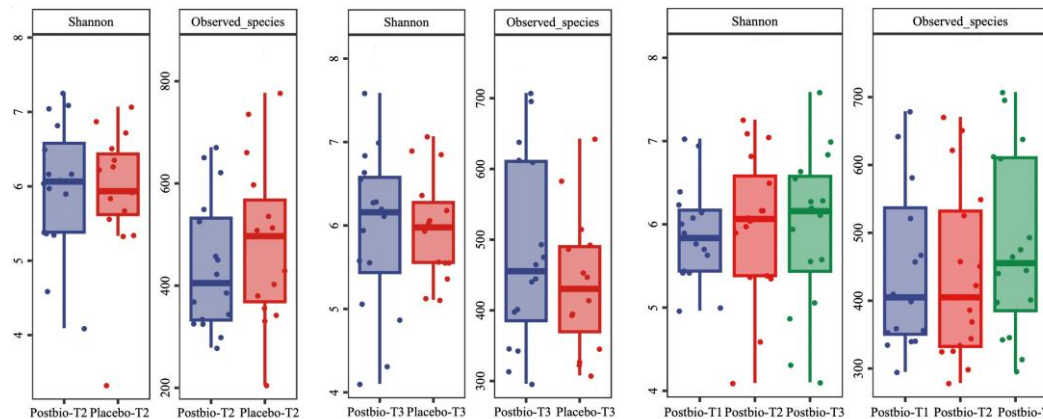 Shannon
Observed_species
Shannon
Observed_species
Shannon
Observed_species
8
7
6
5
4
800
600
400
200
8
7
6
5
4
700
600
500
400
300
8
7
6
5
4
700
600
500
400
300
Postbio-T2 Placebo-T2
Postbio-T2 Placebo-T2
Postbio-T3 Placebo-T3
Postbio-T3 Placebo-T3
Postbio-T1 Postbio-T2 Postbio-T3
Postbio-T1 Postbio-T2